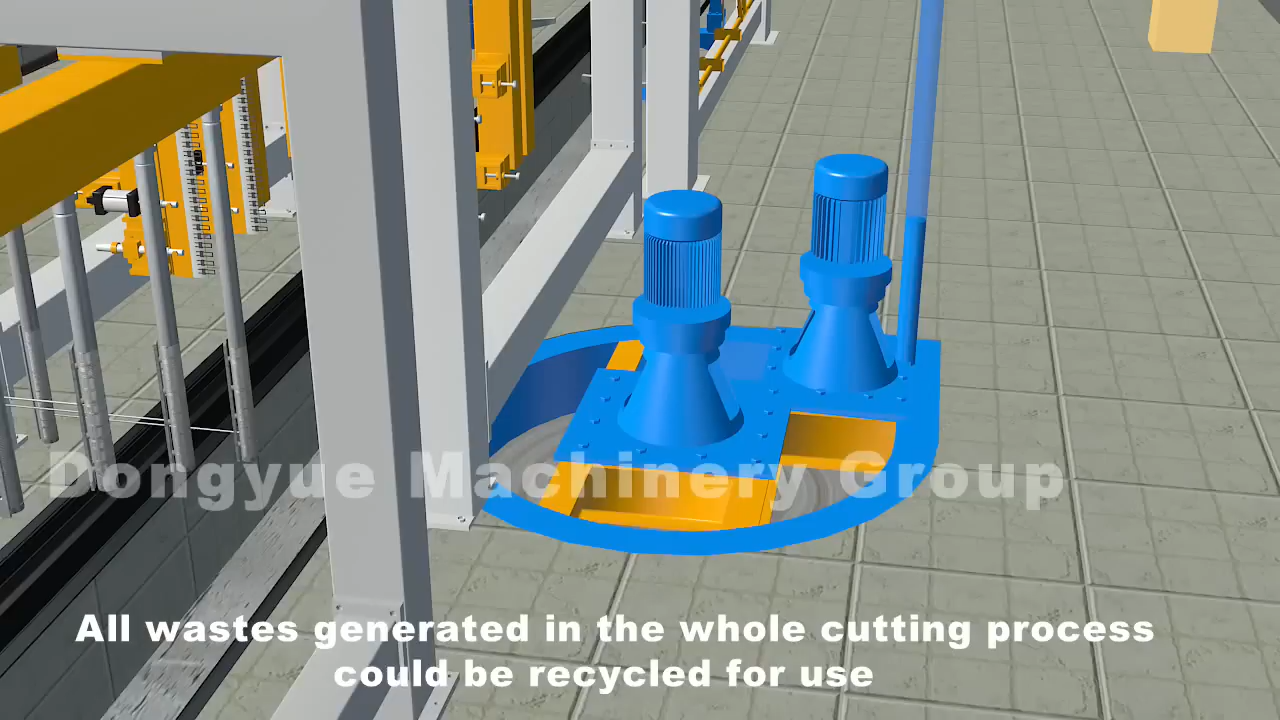 Dongyue Machinery Group
All wastes generated in the whole cutting process
could be recycled for use